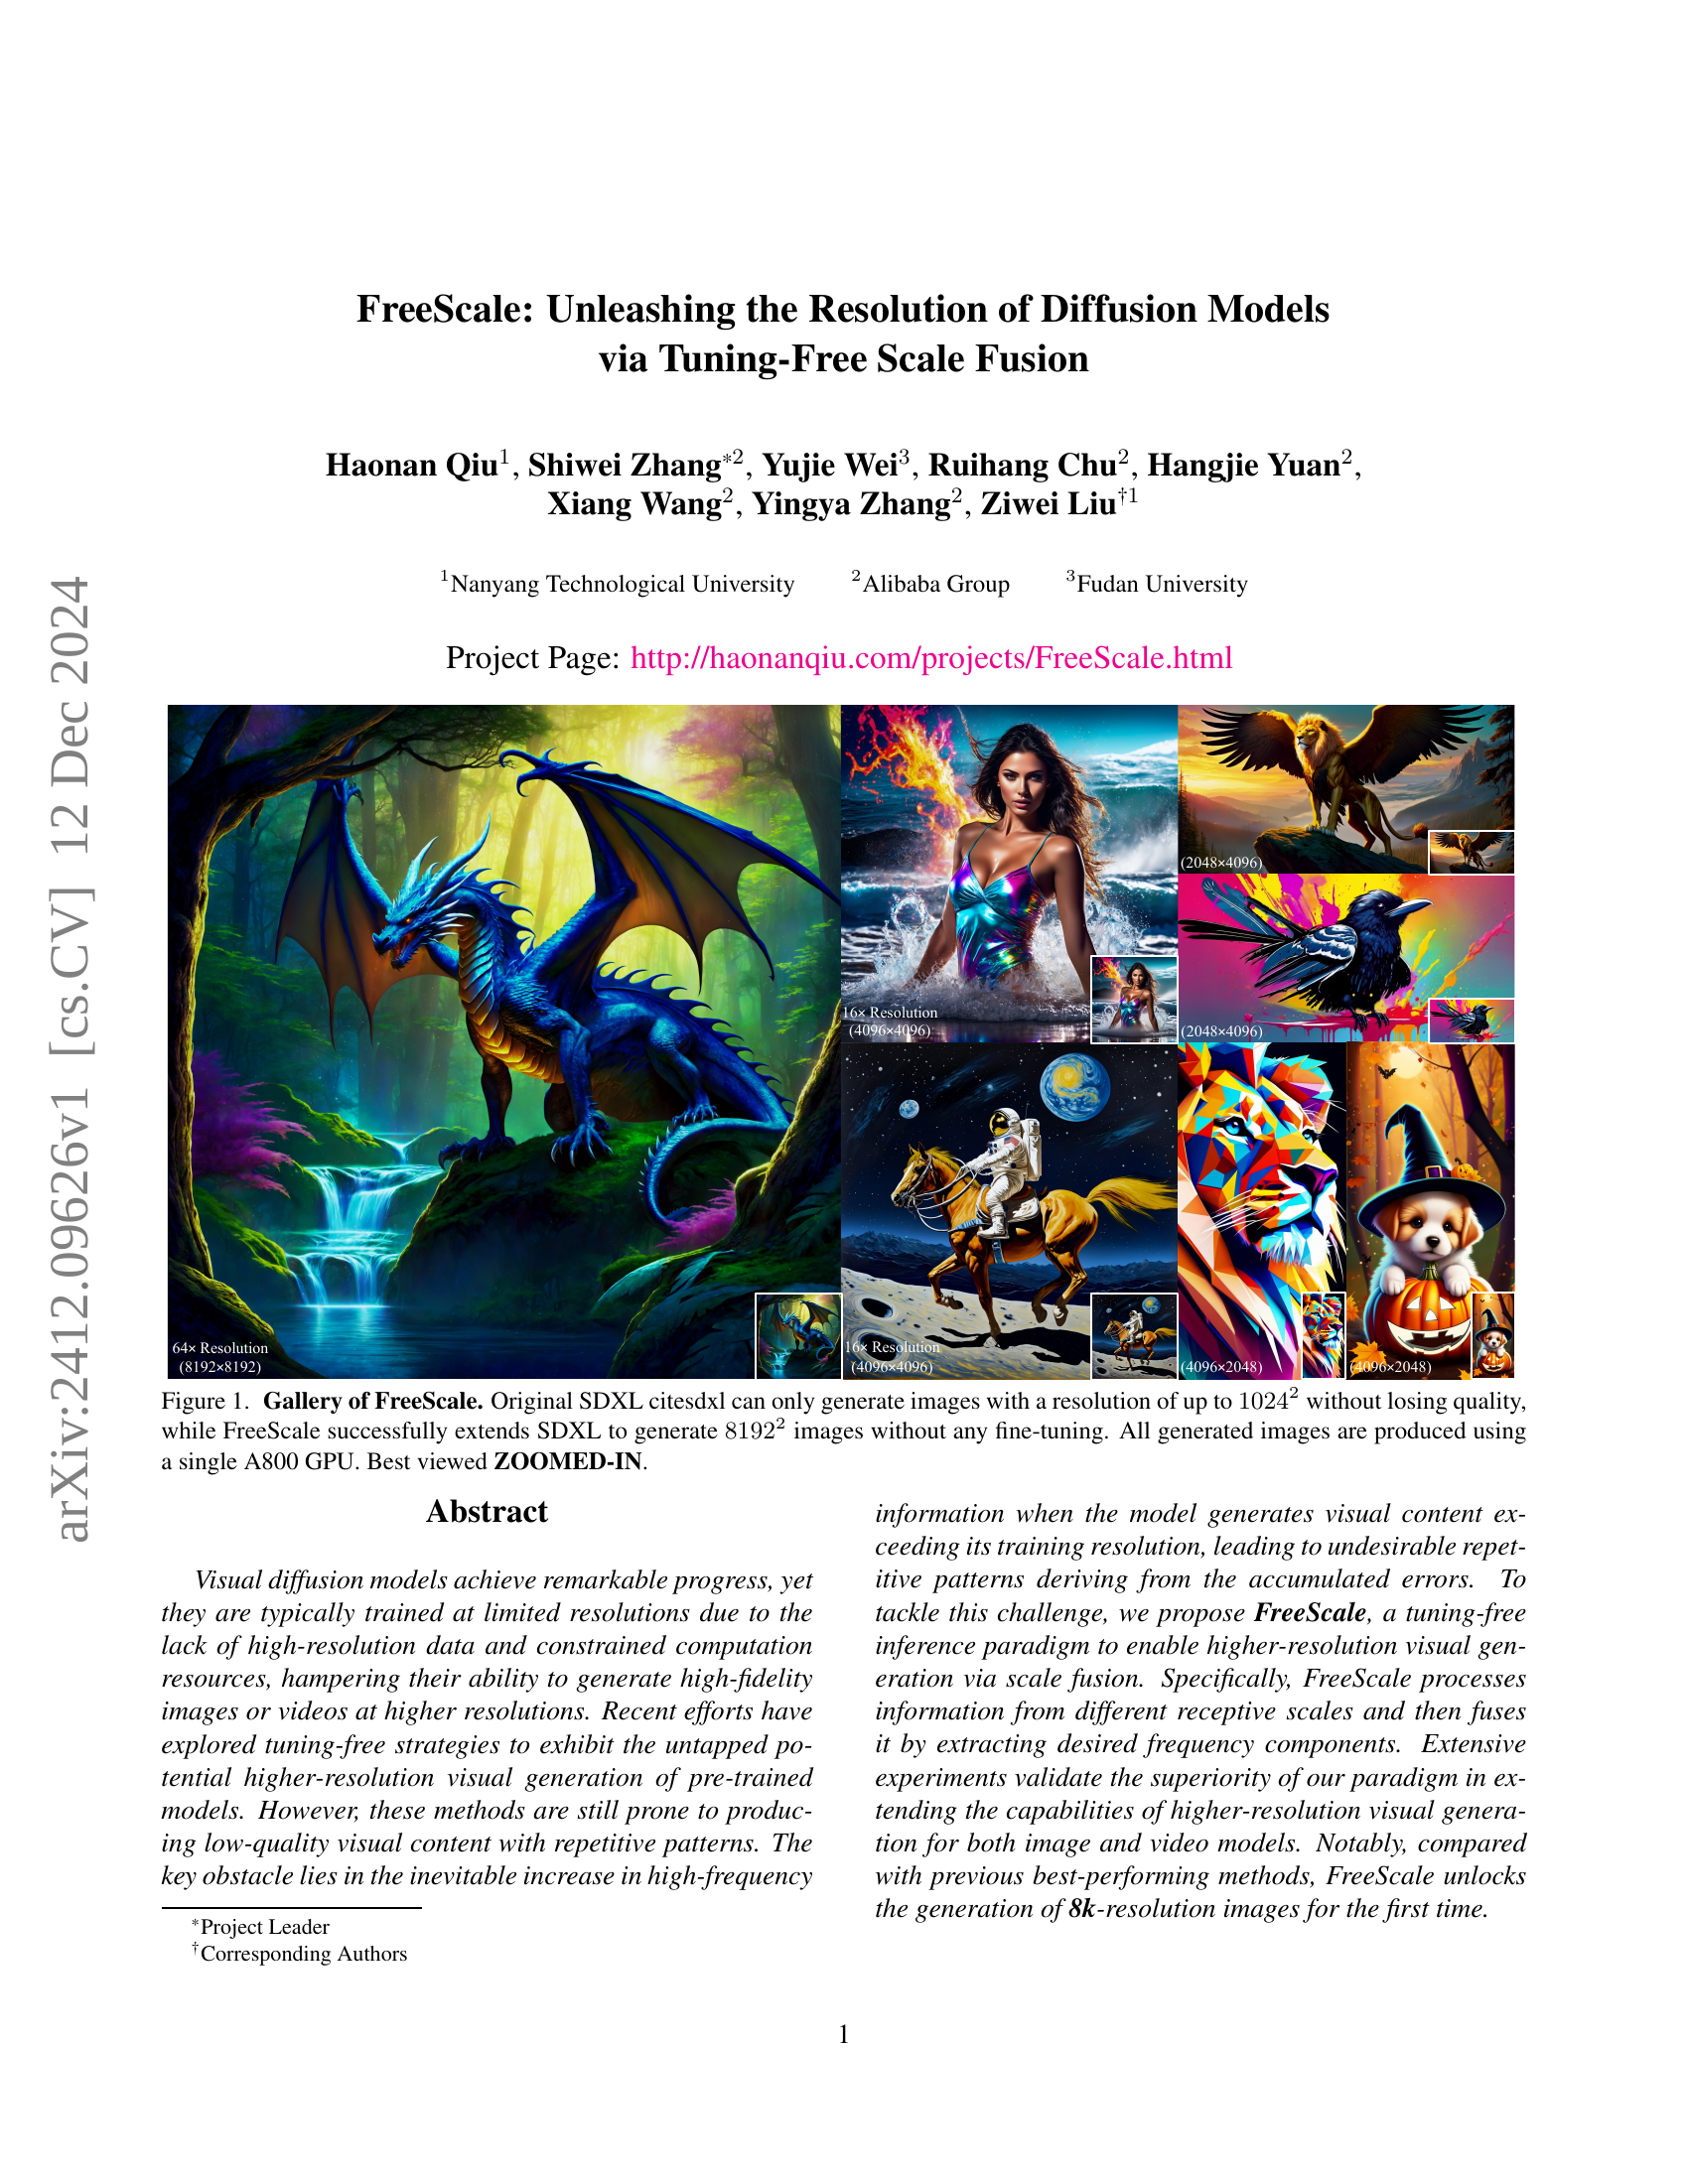 arXiv:2412.09626v1 [cs.CV] 12 Dec 2024
FreeScale: Unleashing the Resolution of Diffusion Models
via Tuning-Free Scale Fusion
Haonan Qiu1, Shiwei Zhang*2, Yujie Wei3, Ruihang Chu2, Hangjie Yuan2,
Xiang Wang2, Yingya Zhang2, Ziwei Liu†1
1Nanyang Technological University 2Alibaba Group 3Fudan University
Project Page: http://haonanqiu.com/projects/FreeScale.html
64× Resolution
(8192×8192)
16× Resolution
(4096×4096)
(2048×4096)
(2048×4096)
16× Resolution
(4096×4096)
(4096×2048)
(4096×2048)
Figure 1. Gallery of FreeScale. Original SDXL citesdxl can only generate images with a resolution of up to 1024² without losing quality,
while FreeScale successfully extends SDXL to generate 8192² images without any fine-tuning. All generated images are produced using
a single A800 GPU. Best viewed ZOOMED-IN.
Abstract
Visual diffusion models achieve remarkable progress, yet
they are typically trained at limited resolutions due to the
lack of high-resolution data and constrained computation
resources, hampering their ability to generate high-fidelity
images or videos at higher resolutions. Recent efforts have
explored tuning-free strategies to exhibit the untapped po-
tential higher-resolution visual generation of pre-trained
models. However, these methods are still prone to produc-
ing low-quality visual content with repetitive patterns. The
key obstacle lies in the inevitable increase in high-frequency
*Project Leader
†Corresponding Authors
information when the model generates visual content ex-
ceeding its training resolution, leading to undesirable repet-
itive patterns deriving from the accumulated errors. To
tackle this challenge, we propose FreeScale, a tuning-free
inference paradigm to enable higher-resolution visual gen-
eration via scale fusion. Specifically, FreeScale processes
information from different receptive scales and then fuses
it by extracting desired frequency components. Extensive
experiments validate the superiority of our paradigm in ex-
tending the capabilities of higher-resolution visual genera-
tion for both image and video models. Notably, compared
with previous best-performing methods, FreeScale unlocks
the generation of 8k-resolution images for the first time.
1